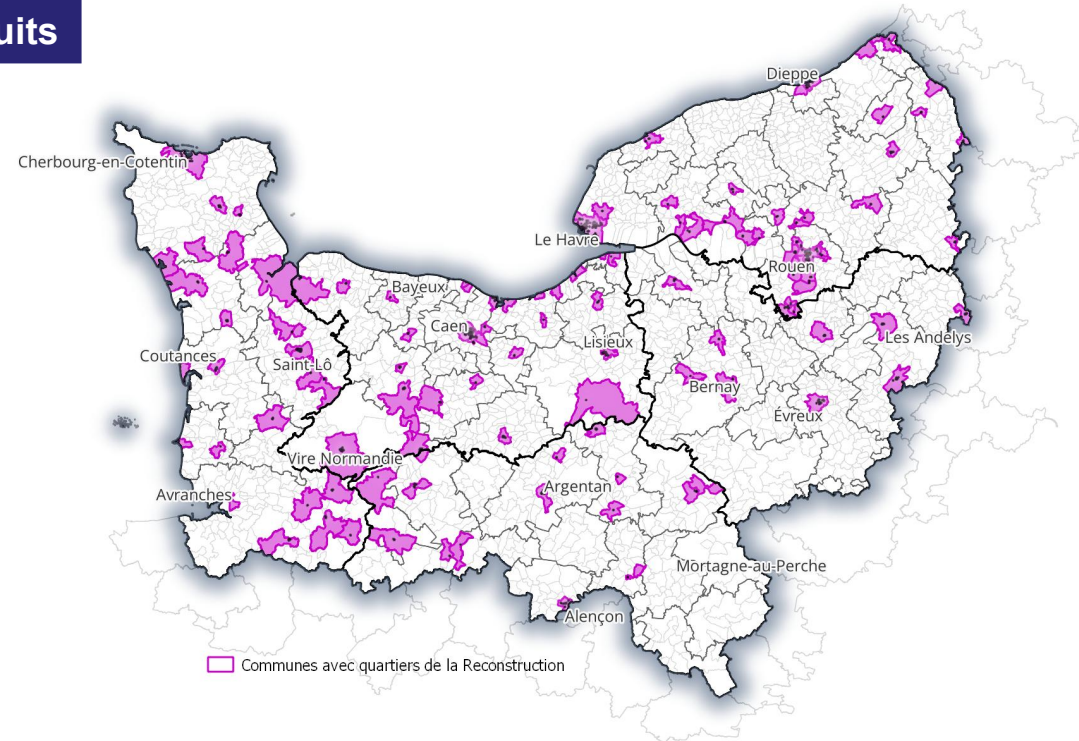 uits
Dieppe
Cherbourg-en-Cotentin
Le Havre
Rouen
Bayeux
Caen
Lisieux
Les Andelys
Coutances
Saint-Lô
Bernay
Évreux
Vire Normandie
Avranches
Argentan
Mortagne-au-Perche
Alençon
Communes avec quartiers de la Reconstruction